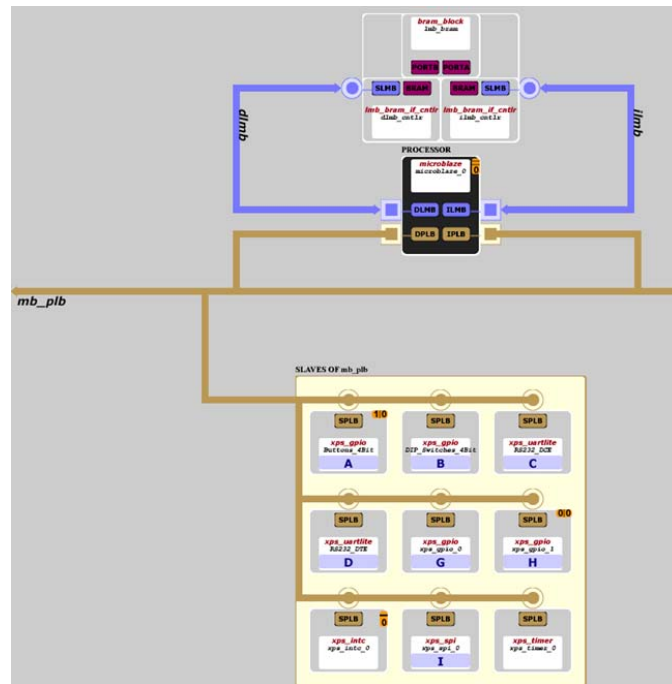 bram_block
lmb_bram
PORTB PORTA
SLMB BRAM BRAM SLMB
lmb_bram_if_cntlr lmb_bram_if_cntlr
dlmb_cntlr ilmb_cntlr
dlmb
ilmb
PROCESSOR
microblaze
microblaze_0
0
DLMB ILMB
DPLB IPLB
mb_plb
SLAVES OF mb_plb
1 0
SPLB SPLB SPLB
xps_gpio xps_gpio xps_uartlite
Buttons_4Bit DIP_Switches_4Bit RS232_DCE
A B C
0 0
SPLB SPLB SPLB
xps_uartlite xps_gpio xps_gpio
RS232_DTE xps_gpio_0 xps_gpio_1
D G H
0
SPLB SPLB SPLB
xps_intc xps_spi xps_timer
xps_intc_0 xps_spi_0 xps_timer_0
I